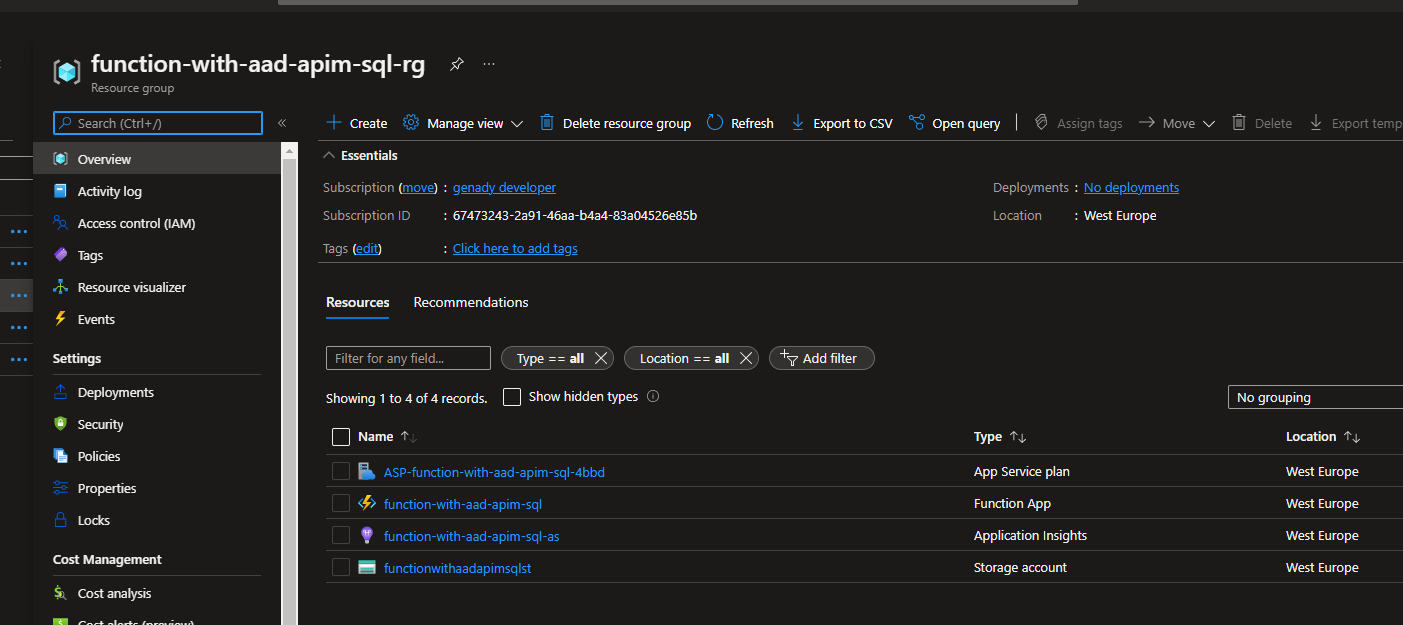 function-with-aad-apim-sql-rg
Resource group
Search (Ctrl+/)
Overview
Activity log
Access control (IAM)
Tags
Resource visualizer
Events
Settings
Deployments
Security
Policies
Properties
Locks
Cost Management
Cost analysis
Cost alerts (preview)
Create Manage view Delete resource group Refresh Export to CSV Open query Assign tags Move Delete Export temp
Essentials
Subscription (move) : genady developer
Deployments : No deployments
Subscription ID : 67473243-2a91-46aa-b4a4-83a04526e85b
Location : West Europe
Tags (edit) : Click here to add tags
Resources Recommendations
Filter for any field... Type == all Location == all Add filter
Showing 1 to 4 of 4 records. Show hidden types
No grouping
Name Type Location
ASP-function-with-aad-apim-sql-4bbd App Service plan West Europe
function-with-aad-apim-sql Function App West Europe
function-with-aad-apim-sql-as Application Insights West Europe
functionwithaadapimsqlst Storage account West Europe